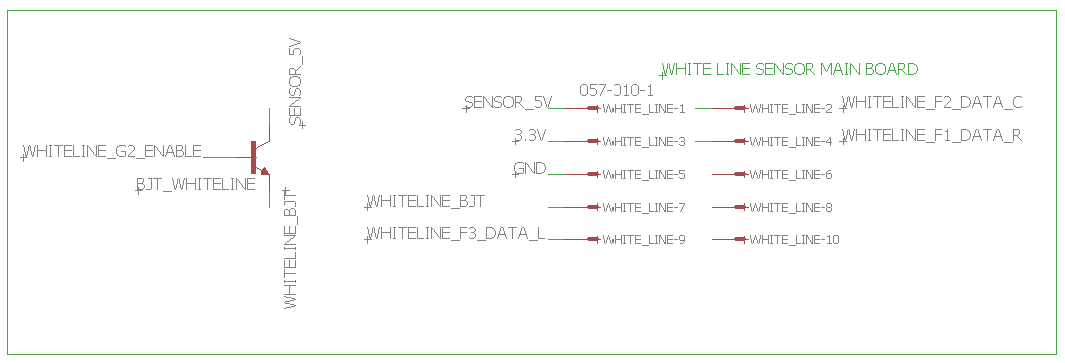 WHITELINE_G2_ENABLE
BJT_WHITELINE
SENSOR_5V
WHITELINE_BJT
WHITE LINE SENSOR MAIN BOARD
057-010-1
SENSOR_5V WHITE_LINE-1 WHITE_LINE-2 WHITELINE_F2_DATA_C
3.3V WHITE_LINE-3 WHITE_LINE-4 WHITELINE_F1_DATA_R
GND WHITE_LINE-5 WHITE_LINE-6
WHITELINE_BJT WHITE_LINE-7 WHITE_LINE-8
WHITELINE_F3_DATA_L WHITE_LINE-9 WHITE_LINE-10